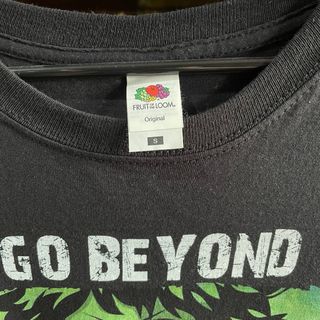 FRUIT OF THE LOOM®
Original
S
GO BEYOND